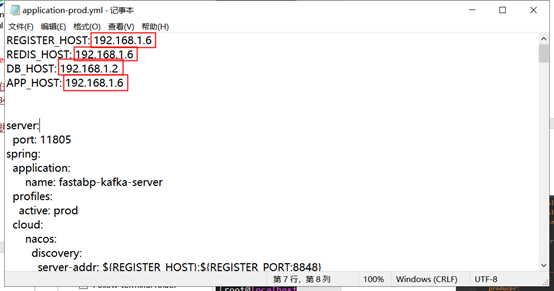 application-prod.yml - 记事本
文件(F) 编辑(E) 格式(O) 查看(V) 帮助(H)
REGISTER_HOST: 192.168.1.6
REDIS_HOST: 192.168.1.6
DB_HOST: 192.168.1.2
APP_HOST: 192.168.1.6
server:
port: 11805
spring:
application:
name: fastabp-kafka-server
profiles:
active: prod
cloud:
nacos:
discovery:
server-addr: ${REGISTER_HOST}:${REGISTER_PORT:8848}
第 7 行，第 8 列 100% Windows (CRLF) UTF-8